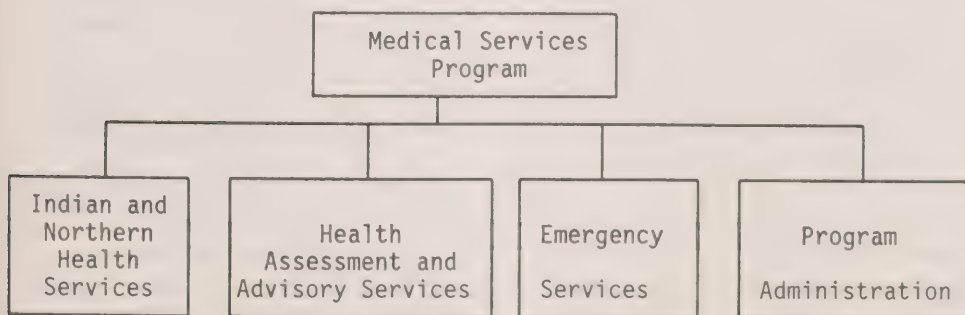 Medical Services
Program
Indian and
Northern
Health
Services
Health
Assessment and
Advisory Services
Emergency
Services
Program
Administration